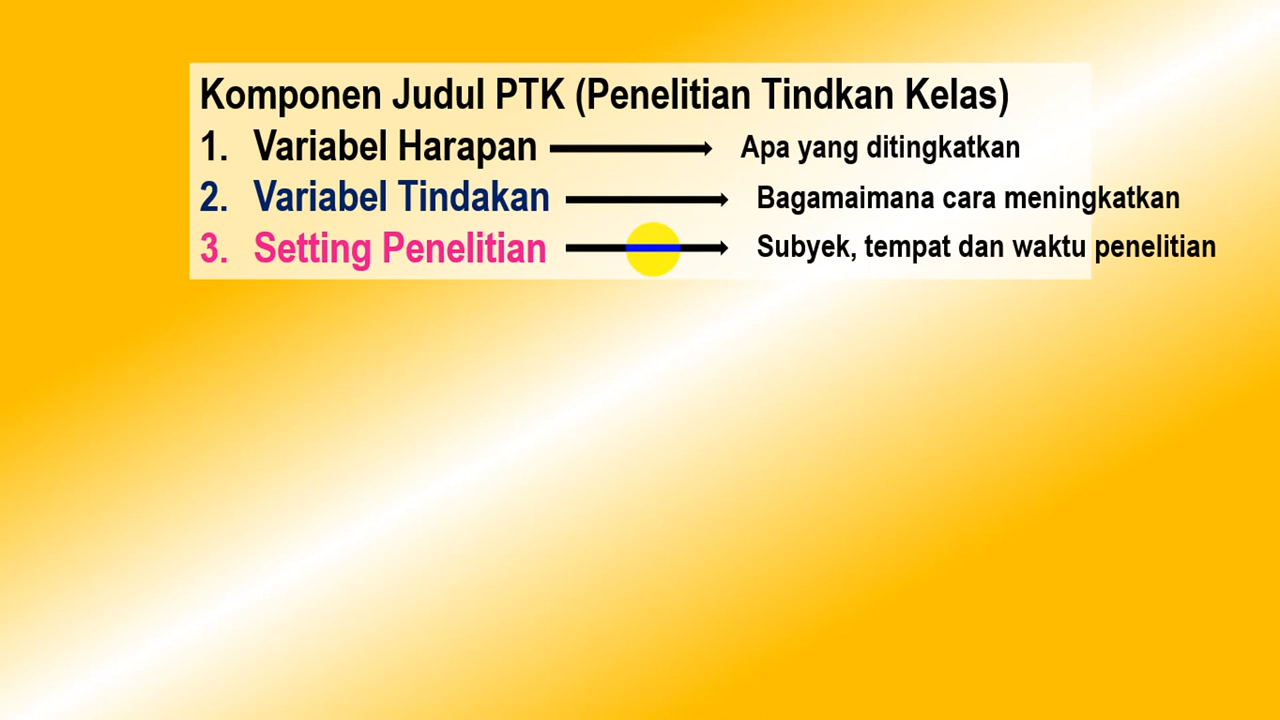 Komponen Judul PTK (Penelitian Tindkan Kelas)
1. Variabel Harapan Apa yang ditingkatkan
2. Variabel Tindakan Bagamaimana cara meningkatkan
3. Setting Penelitian Subyek, tempat dan waktu penelitian